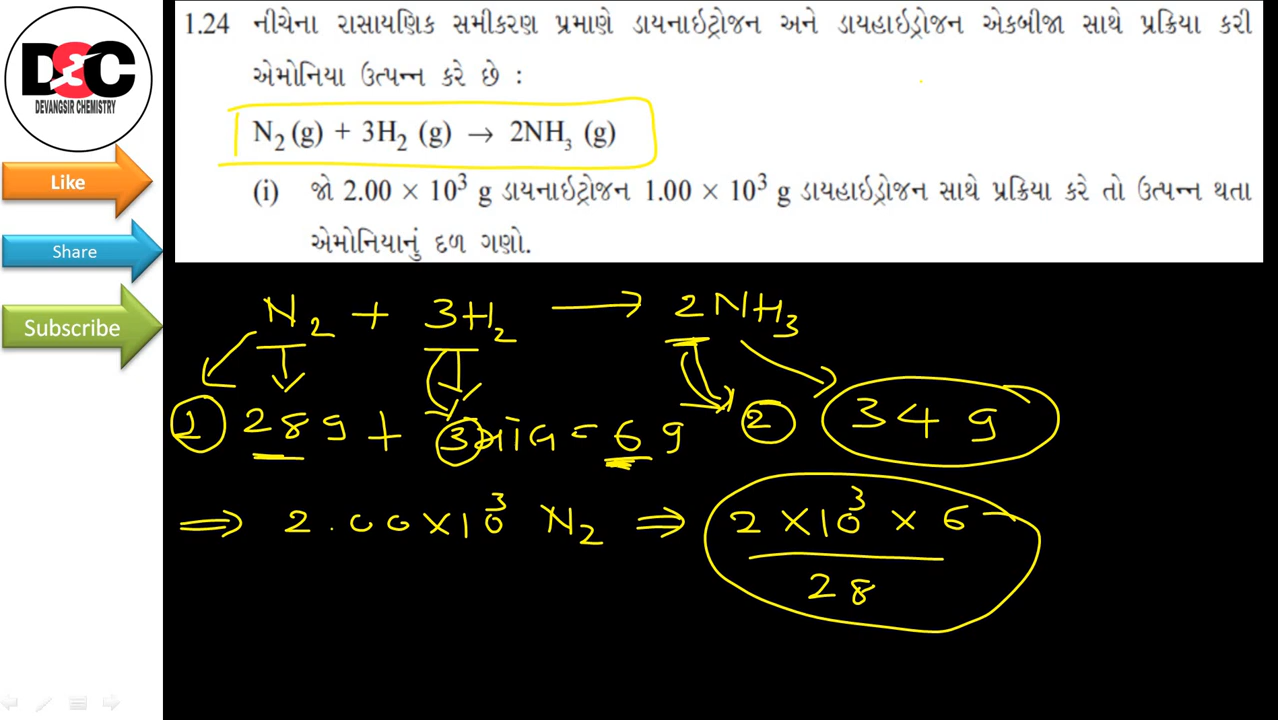 DSC
DEVANGSIR CHEMISTRY
Like
Share
Subscribe
1.24 નીચેના રાસાયણિક સમીકરણ પ્રમાણે ડાયનાઇટ્રોજન અને ડાયહાઇડ્રોજન એકબીજા સાથે પ્રક્રિયા કરી
એમોનિયા ઉત્પન્ન કરે છે :
N₂ (g) + 3H₂ (g) → 2NH₃ (g)
(i) જો 2.00 × 10³ g ડાયનાઇટ્રોજન 1.00 × 10³ g ડાયહાઇડ્રોજન સાથે પ્રક્રિયા કરે તો ઉત્પન્ન થતા
એમોનિયાનું દળ ગણો.
N₂ + 3H₂ → 2NH₃
1 28g + 3 = 6 g 2 34 g
⇒ 2.00×10³ N₂ ⇒ 2 ×10³ × 6
28